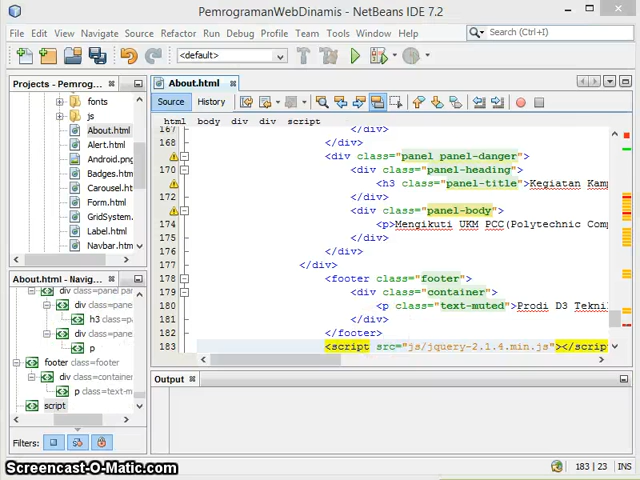 PemrogramanWebDinamis - NetBeans IDE 7.2
File Edit View Navigate Source Refactor Run Debug Profile Team Tools Window Help
Search (Ctrl+I)
<default>
Projects - Pemrog...
About.html
fonts
js
About.html
Alert.html
Android.png
Badges.htm
Carousel.ht
Form.html
GridSystem.
Label.html
Navbar.htm
Source History
html body div div script
167 </div>
168 </div>
<div class="panel panel-danger">
170 <div class="panel-heading">
<h3 class="panel-title">Kegiatan Kam
172 </div>
<div class="panel-body">
174 <p>Mengikuti UKM PCC(Polytechnic Com
175 </div>
176 </div>
177 </div>
178 <footer class="footer">
179 <div class="container">
180 <p class="text-muted">Prodi D3 Tekni
181 </div>
182 </footer>
183 <script src="js/jquery-2.1.4.min.js"></scrip
About.html - Navig...
div class=panel pan
div class=pane
h3 class=
div class=pane
p
footer class=footer
div class=container
p class=text-m
script
Filters:
Output
183 | 23 INS
Screencast-O-Matic.com